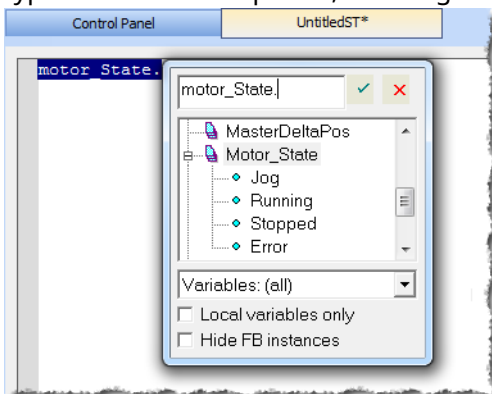 Control Panel UntitledST*
motor_State.
motor_State.
MasterDeltaPos
Motor_State
Jog
Running
Stopped
Error
Variables: (all)
Local variables only
Hide FB instances